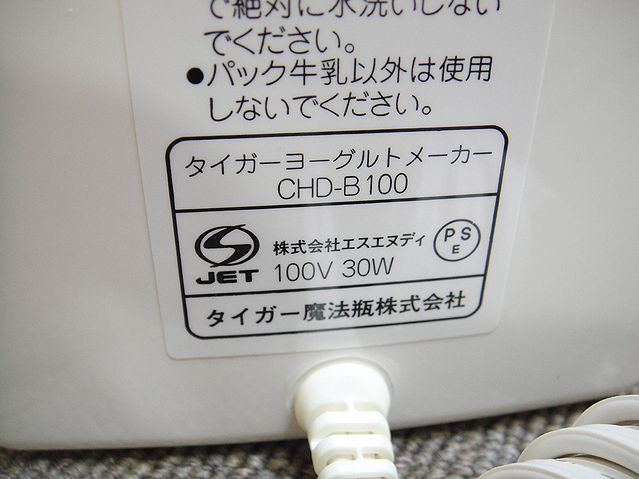 で絶対に水洗いしない
でください。
●パック牛乳以外は使用
しないでください。
タイガーヨーグルトメーカー
CHD-B100
JET
株式会社エスエヌディ
PSE
100V 30W
タイガー魔法瓶株式会社